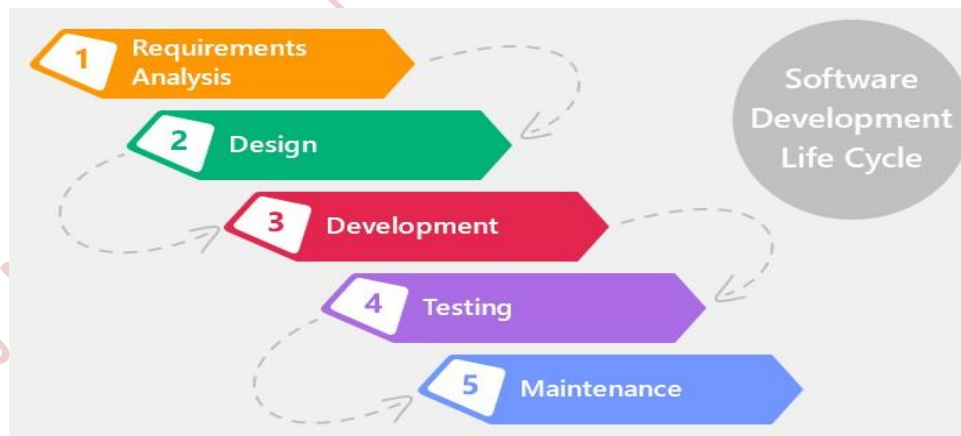 1
Requirements
Analysis
2
Design
3
Development
4
Testing
5
Maintenance
Software
Development
Life Cycle